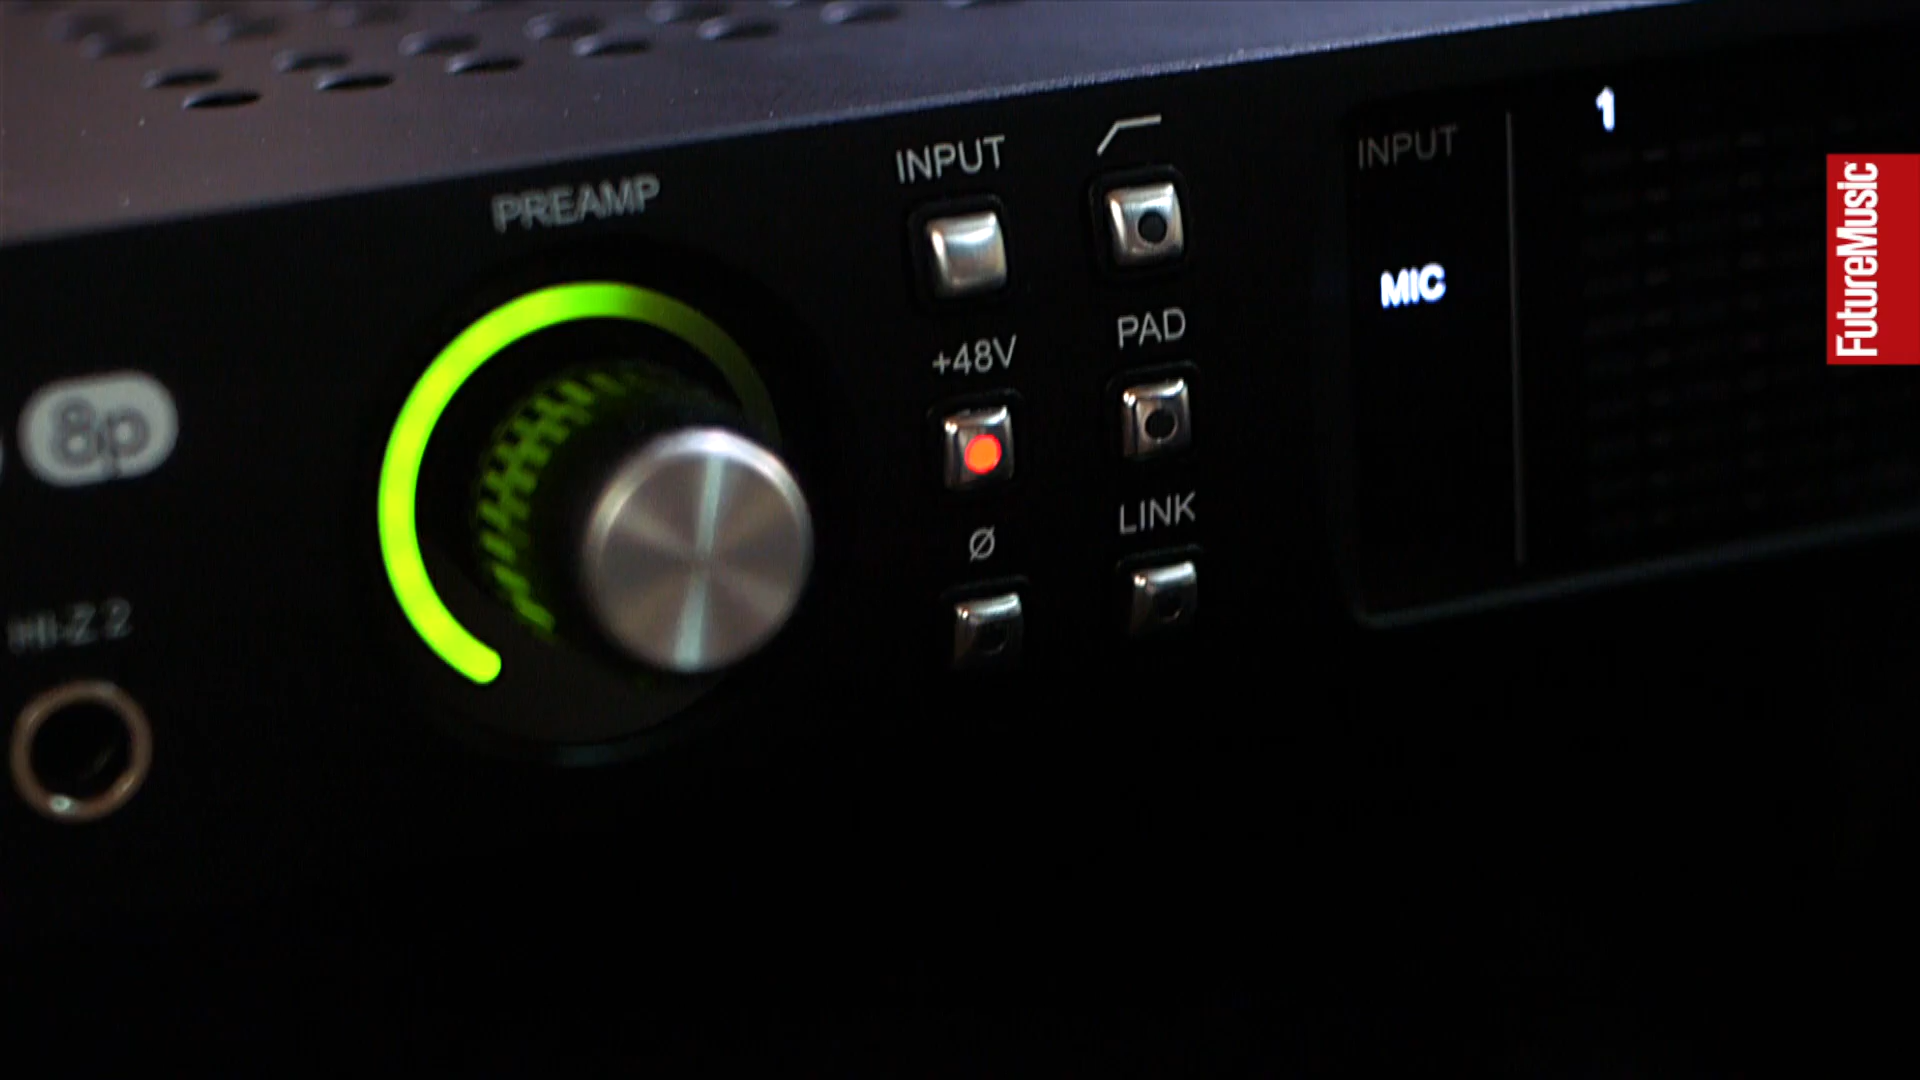 PREAMP
INPUT
+48V
PAD
Ø
LINK
8p
HI-Z 2
INPUT
1
MIC
FutureMusic